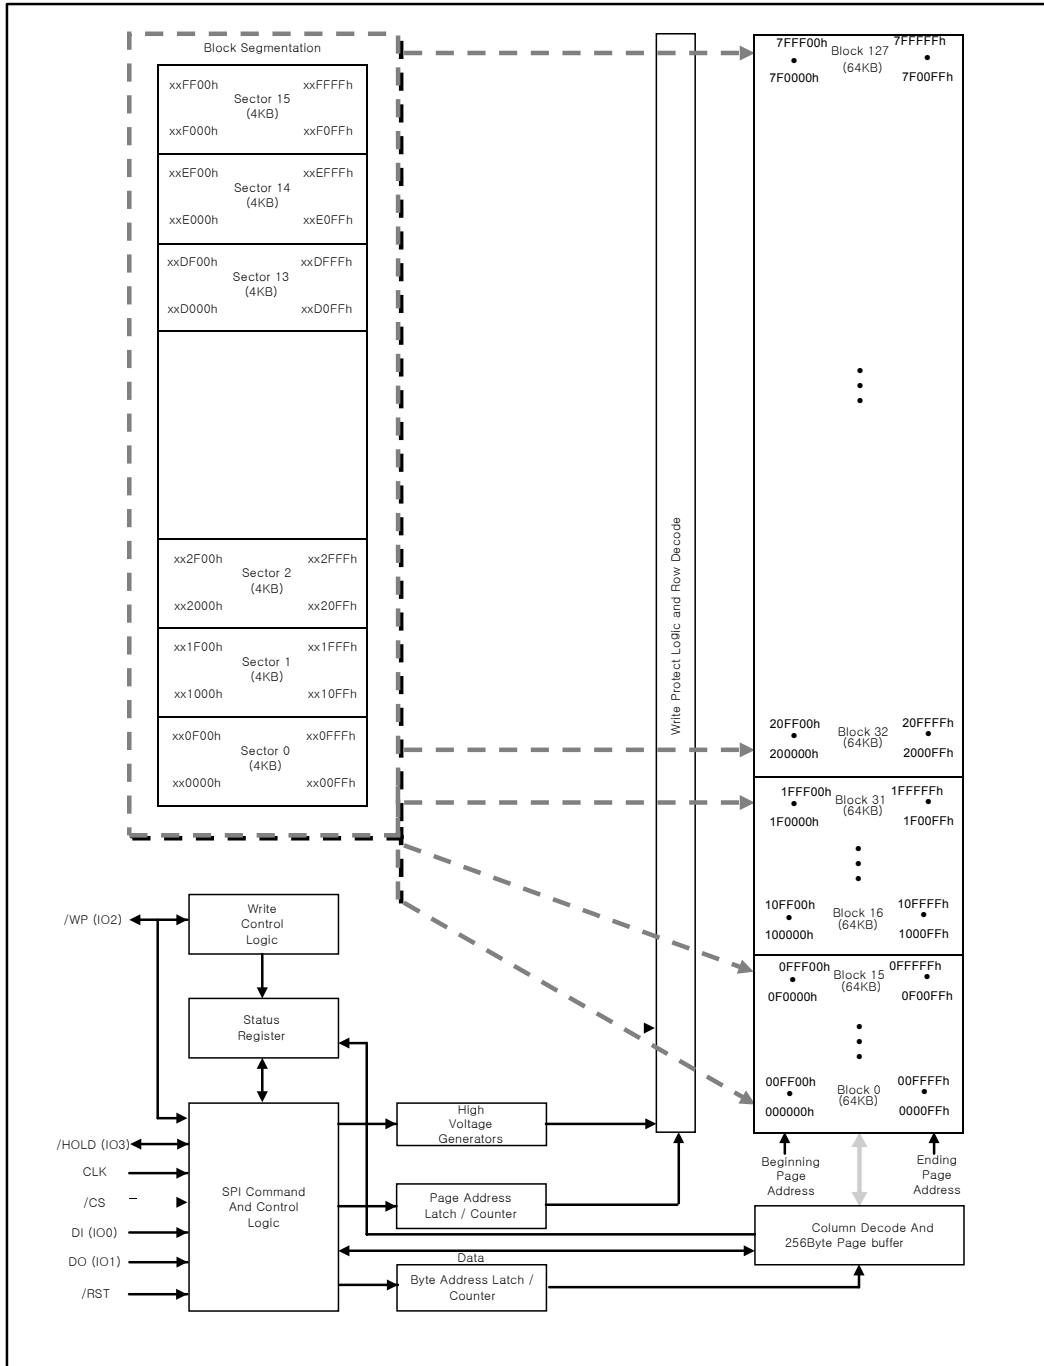 Block Segmentation
xxFF00h xxFFFFh
Sector 15
(4KB)
xxF000h xxF0FFh
xxEF00h xxEFFFh
Sector 14
(4KB)
xxE000h xxE0FFh
xxDF00h xxDFFFh
Sector 13
(4KB)
xxD000h xxD0FFh
xx2F00h xx2FFFh
Sector 2
(4KB)
xx2000h xx20FFh
xx1F00h xx1FFFh
Sector 1
(4KB)
xx1000h xx10FFh
xx0F00h xx0FFFh
Sector 0
(4KB)
xx0000h xx00FFh
Write Protect Logic and Row Decode
7FFF00h 7FFFFFh
Block 127
(64KB)
7F0000h 7F00FFh
20FF00h 20FFFFh
Block 32
(64KB)
200000h 2000FFh
1FFF00h 1FFFFFh
Block 31
(64KB)
1F0000h 1F00FFh
10FF00h 10FFFFh
Block 16
(64KB)
100000h 1000FFh
0FFF00h 0FFFFFh
Block 15
(64KB)
0F0000h 0F00FFh
00FF00h 00FFFFh
Block 0
(64KB)
000000h 0000FFh
Beginning
Page
Address
Ending
Page
Address
/WP (IO2)
Write
Control
Logic
Status
Register
/HOLD (IO3)
CLK
/CS
DI (IO0)
DO (IO1)
/RST
SPI Command
And Control
Logic
High
Voltage
Generators
Page Address
Latch / Counter
Data
Byte Address Latch /
Counter
Column Decode And
256Byte Page buffer